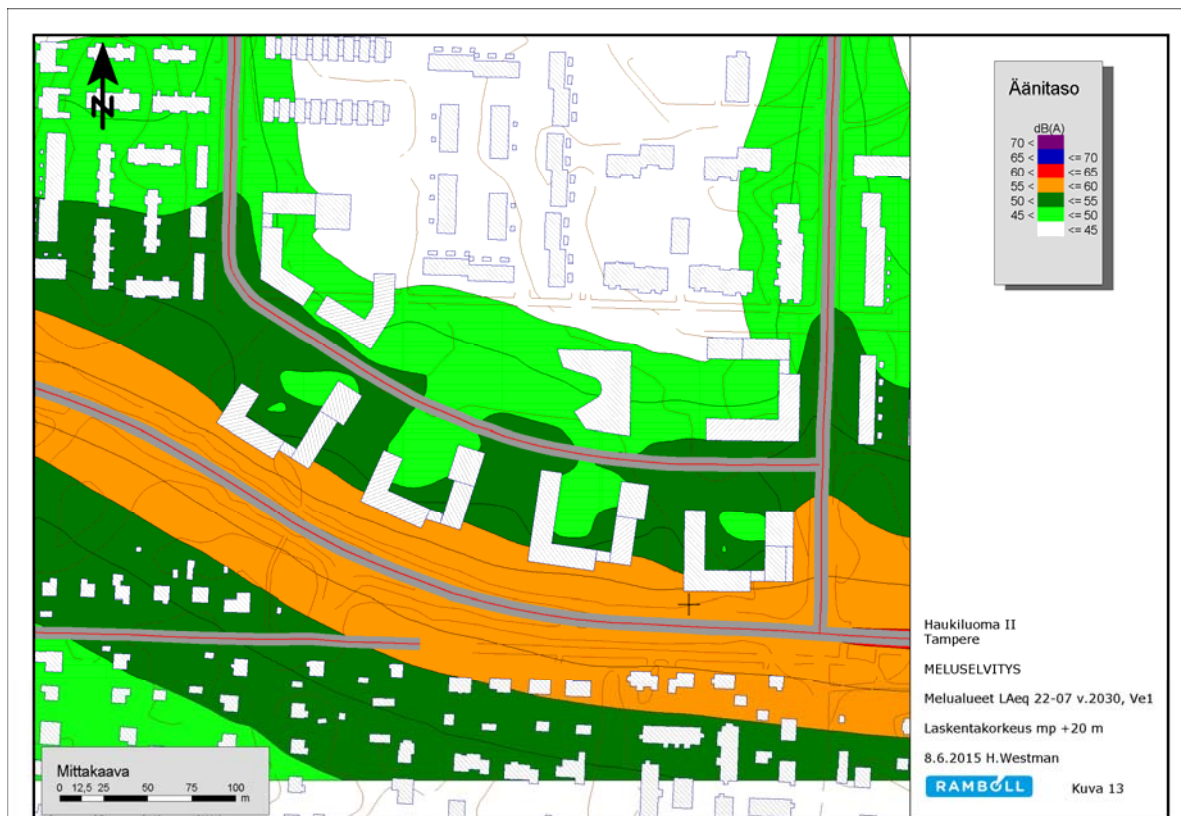 N
Äänitaso
dB(A)
70 <
65 < <= 70
60 < <= 65
55 < <= 60
50 < <= 55
45 < <= 50
<= 45
Haukiluoma II
Tampere
MELUSELVITYS
Melualueet LAeq 22-07 v.2030, Ve1
Laskentakorkeus mp +20 m
8.6.2015 H.Westman
RAMBOLL Kuva 13
Mittakaava
0 12,5 25 50 75 100
m